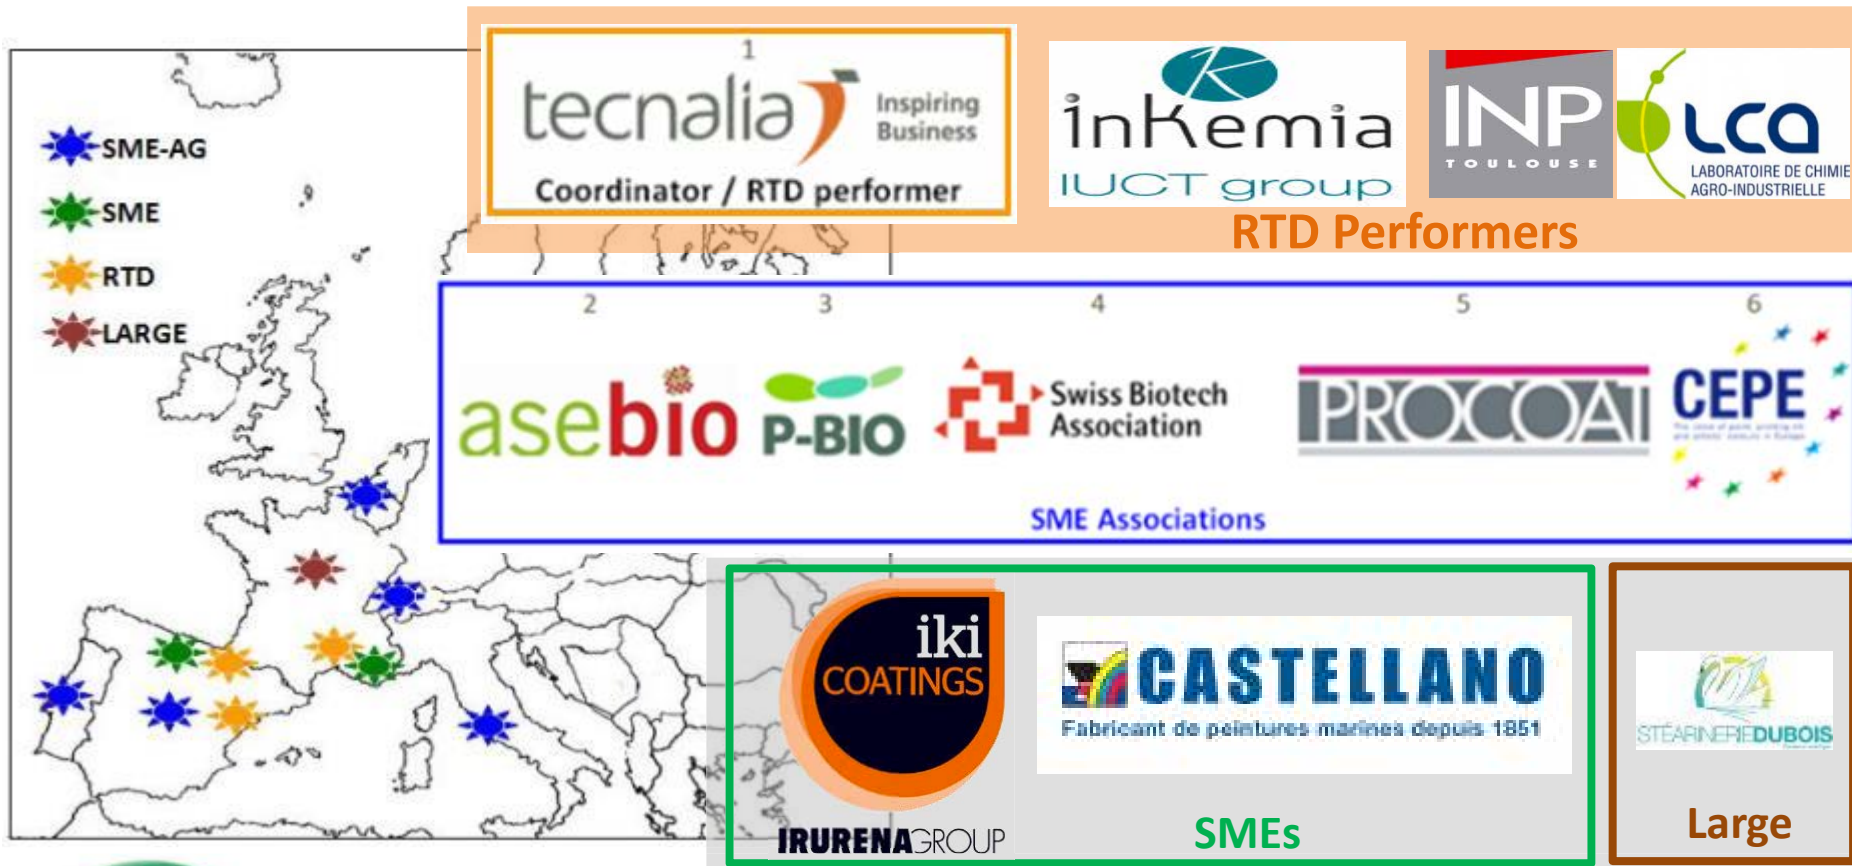 SME-AG
SME
RTD
LARGE
1
tecnalia
Inspiring
Business
Coordinator / RTD performer
inKemia
IUCT group
INP
TOULOUSE
LCA
LABORATOIRE DE CHIMIE
AGRO-INDUSTRIELLE
RTD Performers
2 3 4 5 6
asebio
P-BIO
Swiss Biotech
Association
PROCOAT
CEPE
SME Associations
iki
COATINGS
IRURENAGROUP
CASTELLANO
Fabricant de peintures marines depuis 1851
SMEs
STÉARINERIEDUBOIS
Large